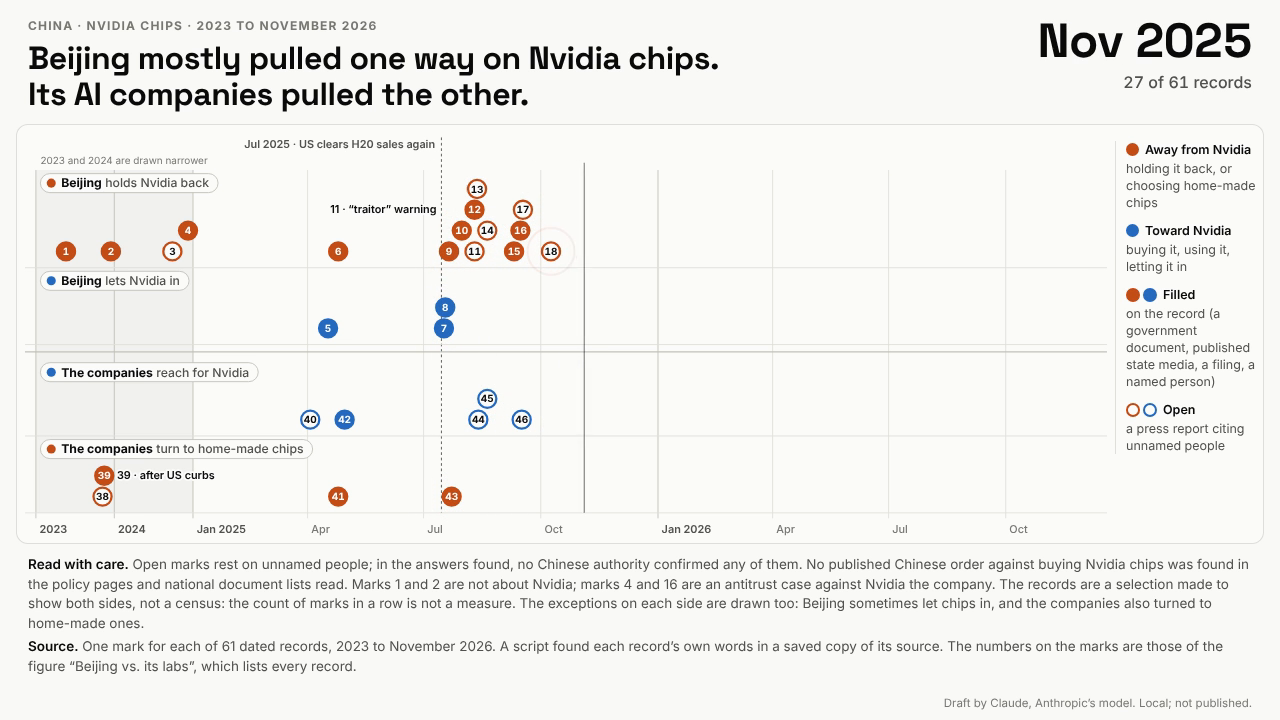 CHINA · NVIDIA CHIPS · 2023 TO NOVEMBER 2026
Beijing mostly pulled one way on Nvidia chips.
Its AI companies pulled the other.
Nov 2025
27 of 61 records
Jul 2025 · US clears H20 sales again
2023 and 2024 are drawn narrower
Beijing holds Nvidia back
13
11 · “traitor” warning
12
17
4
10
14
16
1
2
3
6
9
11
15
18
Beijing lets Nvidia in
8
5
7
The companies reach for Nvidia
45
40
42
44
46
The companies turn to home-made chips
39
39 · after US curbs
38
41
43
2023
2024
Jan 2025
Apr
Jul
Oct
Jan 2026
Apr
Jul
Oct
Away from Nvidia
holding it back, or
choosing home-made
chips
Toward Nvidia
buying it, using it,
letting it in
Filled
on the record (a
government
document, published
state media, a filing, a
named person)
Open
a press report citing
unnamed people
Read with care. Open marks rest on unnamed people; in the answers found, no Chinese authority confirmed any of them. No published Chinese order against buying Nvidia chips was found in
the policy pages and national document lists read. Marks 1 and 2 are not about Nvidia; marks 4 and 16 are an antitrust case against Nvidia the company. The records are a selection made to
show both sides, not a census: the count of marks in a row is not a measure. The exceptions on each side are drawn too: Beijing sometimes let chips in, and the companies also turned to
home-made ones.
Source. One mark for each of 61 dated records, 2023 to November 2026. A script found each record’s own words in a saved copy of its source. The numbers on the marks are those of the
figure “Beijing vs. its labs”, which lists every record.
Draft by Claude, Anthropic’s model. Local; not published.